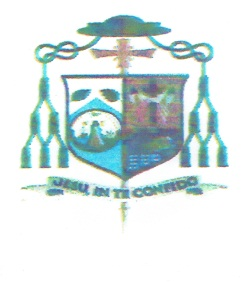 JESU, IN TE CONFIDO